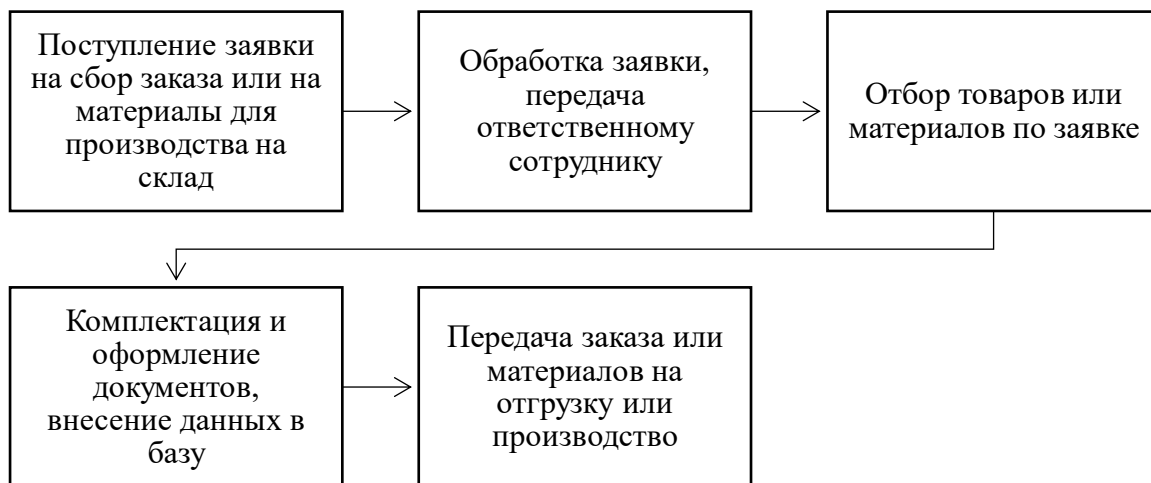 Поступление заявки
на сбор заказа или на
материалы для
производства на
склад
Обработка заявки,
передача
ответственному
сотруднику
Отбор товаров или
материалов по заявке
Комплектация и
оформление
документов,
внесение данных в
базу
Передача заказа или
материалов на
отгрузку или
производство